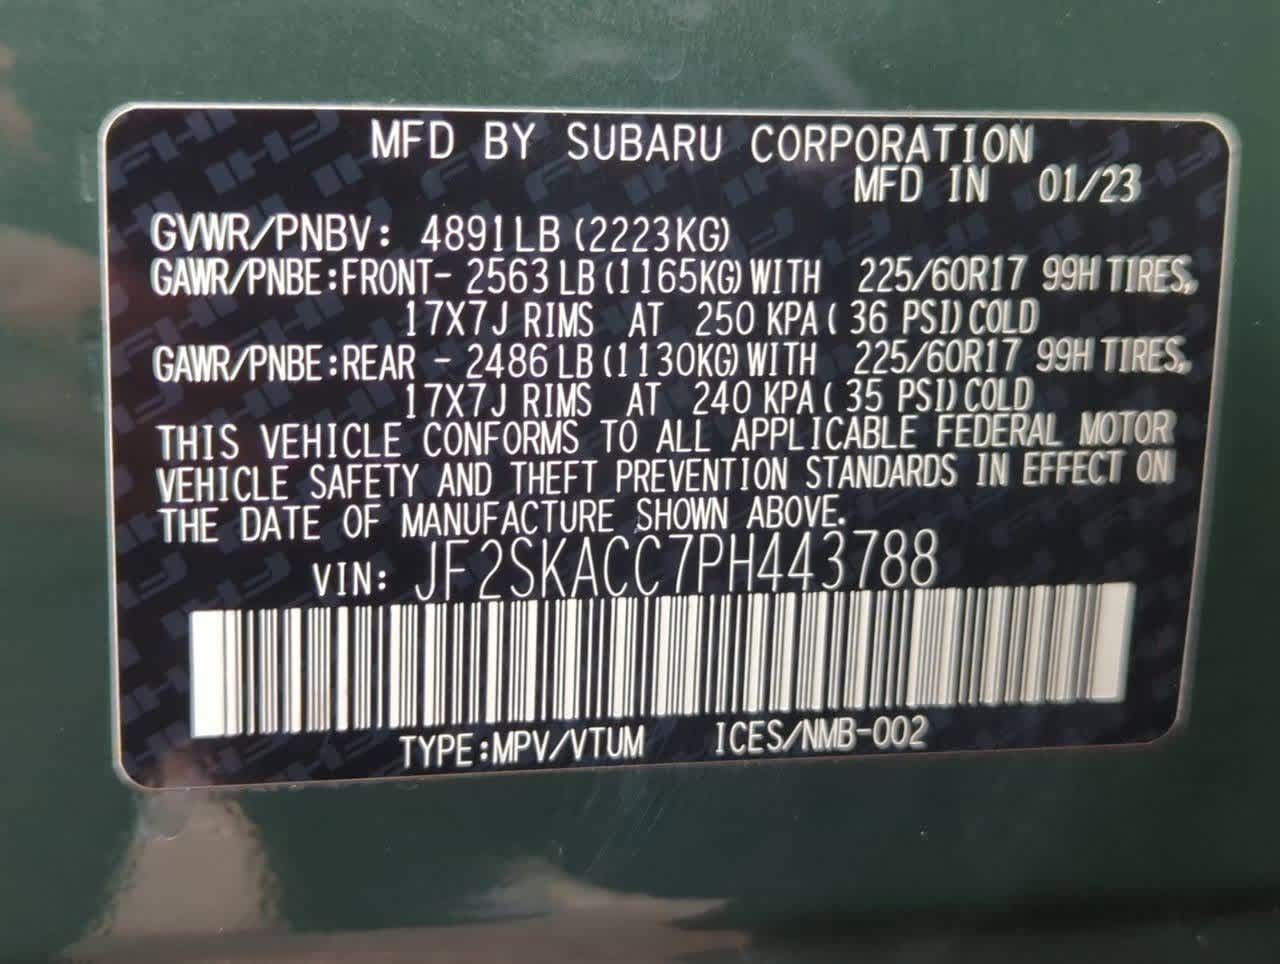 MFD BY SUBARU CORPORATION
MFD IN 01/23
GVWR/PNBV: 4891LB (2223KG)
GAWR/PNBE:FRONT- 2563 LB (1165KG) WITH 225/60R17 99H TIRES,
17X7J RIMS AT 250 KPA ( 36 PSI) COLD
GAWR/PNBE:REAR - 2486 LB (1130KG) WITH 225/60R17 99H TIRES,
17X7J RIMS AT 240 KPA ( 35 PSI) COLD
THIS VEHICLE CONFORMS TO ALL APPLICABLE FEDERAL MOTOR
VEHICLE SAFETY AND THEFT PREVENTION STANDARDS IN EFFECT ON
THE DATE OF MANUFACTURE SHOWN ABOVE.
VIN: JF2SKACC7PH443788
TYPE:MPV/VTUM ICES/NMB-002